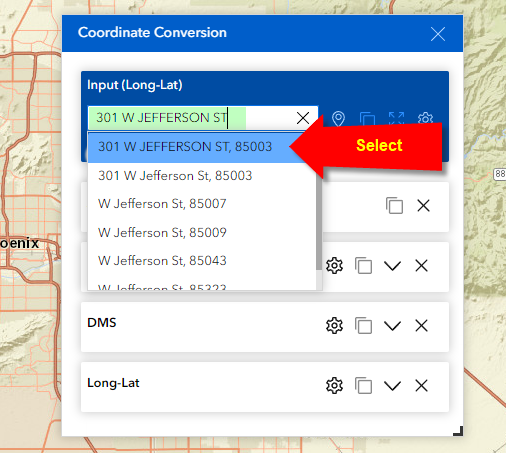 Coordinate Conversion
Input (Long-Lat)
301 W JEFFERSON ST
301 W JEFFERSON ST, 85003
Select
301 W Jefferson St, 85003
W Jefferson St, 85007
W Jefferson St, 85009
W Jefferson St, 85043
W Jefferson St, 85323
DMS
Long-Lat
oenix
88